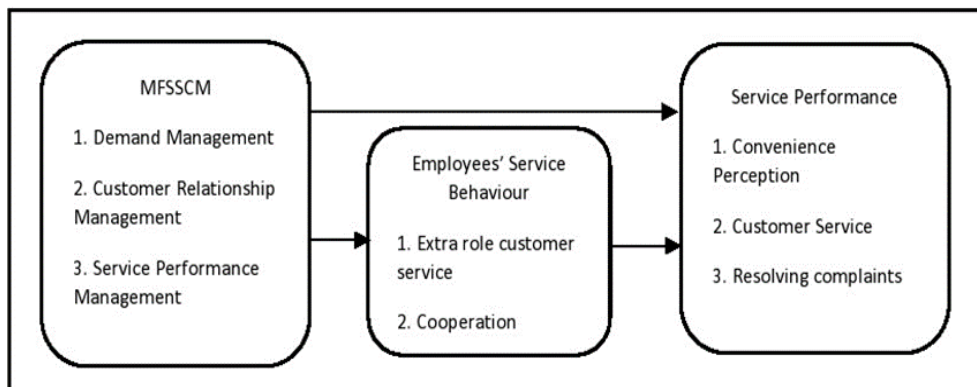 MFSSCM
1. Demand Management
2. Customer Relationship
Management
3. Service Performance
Management
Employees' Service
Behaviour
1. Extra role customer
service
2. Cooperation
Service Performance
1. Convenience
Perception
2. Customer Service
3. Resolving complaints